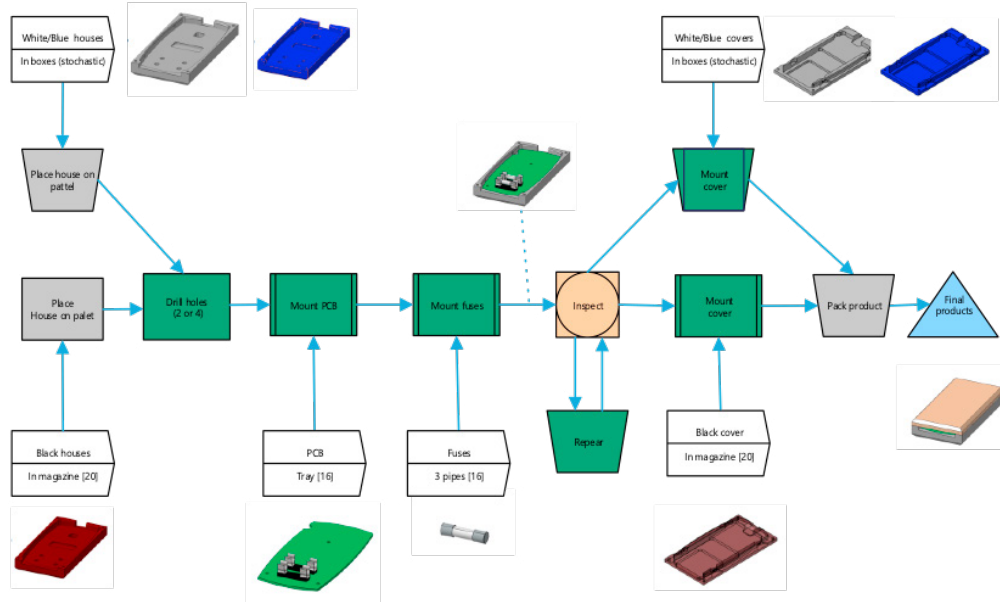 White/Blue houses
In boxes (stochastic)
White/Blue covers
In boxes (stochastic)
Place house on
pattel
Mount
cover
Place
House on palet
Drill holes
(2 or 4)
Mount PCB
Mount fuses
Inspect
Mount
cover
Pack product
Final
products
Repear
Black houses
In magazine [20]
PCB
Tray [16]
Fuses
3 pipes [16]
Black cover
In magazine [20]